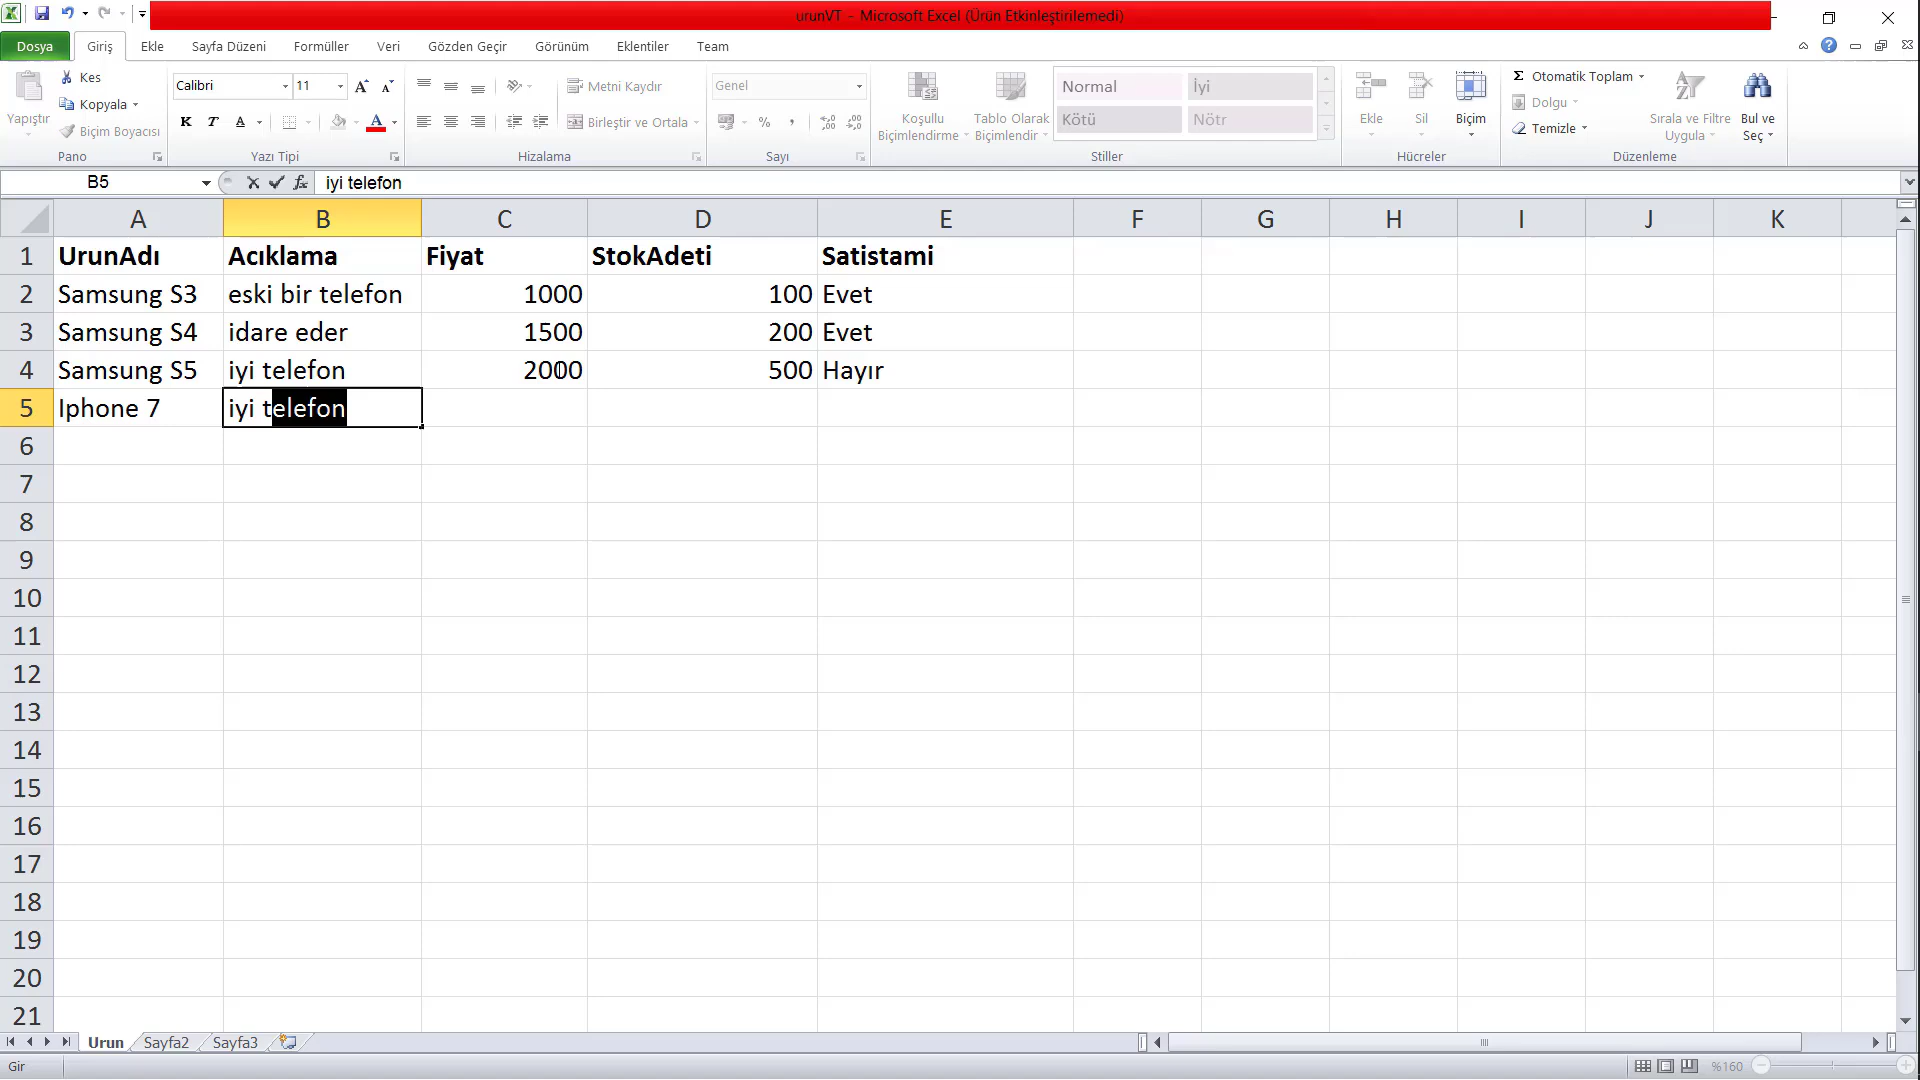 urunVT - Microsoft Excel (Ürün Etkinleştirilemedi)
Dosya Giriş Ekle Sayfa Düzeni Formüller Veri Gözden Geçir Görünüm Eklentiler Team
Yapıştır
Kes
Kopyala
Biçim Boyacısı
Pano
Calibri 11
K T A A
Yazı Tipi
Metni Kaydır
Birleştir ve Ortala
Hizalama
Genel
%
Sayı
Koşullu Biçimlendirme
Tablo Olarak Biçimlendir
Normal İyi
Kötü Nötr
Stiller
Ekle Sil Biçim
Hücreler
Σ Otomatik Toplam
Dolgu
Temizle
Sırala ve Filtre Uygula
Bul ve Seç
Düzenleme
B5 fx iyi telefon
A B C D E F G H I J K
1 UrunAdı Acıklama Fiyat StokAdeti Satistami
2 Samsung S3 eski bir telefon 1000 100 Evet
3 Samsung S4 idare eder 1500 200 Evet
4 Samsung S5 iyi telefon 2000 500 Hayır
5 Iphone 7 iyi telefon
6
7
8
9
10
11
12
13
14
15
16
17
18
19
20
21
Urun Sayfa2 Sayfa3
Gir %160